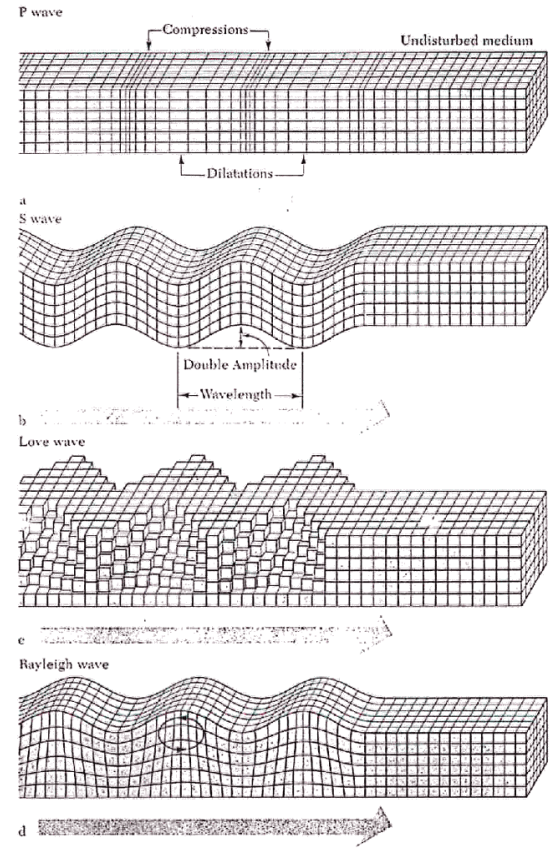 P wave
Compressions
Undisturbed medium
Dilatations
a
S wave
Double Amplitude
Wavelength
b
Love wave
c
Rayleigh wave
d